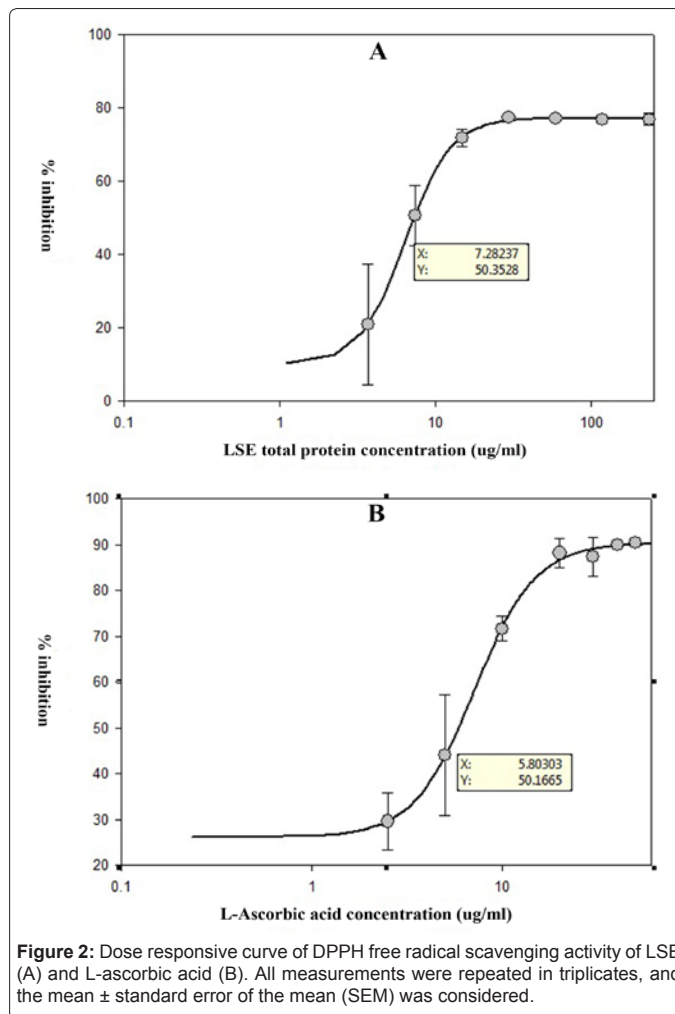 100
A
80
60
40
20
0
% inhibition
X: 7.28237
Y: 50.3528
0.1 1 10 100
LSE total protein concentration (ug/ml)
100
B
90
80
70
60
50
40
30
20
% inhibition
X: 5.80303
Y: 50.1665
0.1 1 10
L-Ascorbic acid concentration (ug/ml)
Figure 2: Dose responsive curve of DPPH free radical scavenging activity of LSE
(A) and L-ascorbic acid (B). All measurements were repeated in triplicates, and
the mean ± standard error of the mean (SEM) was considered.